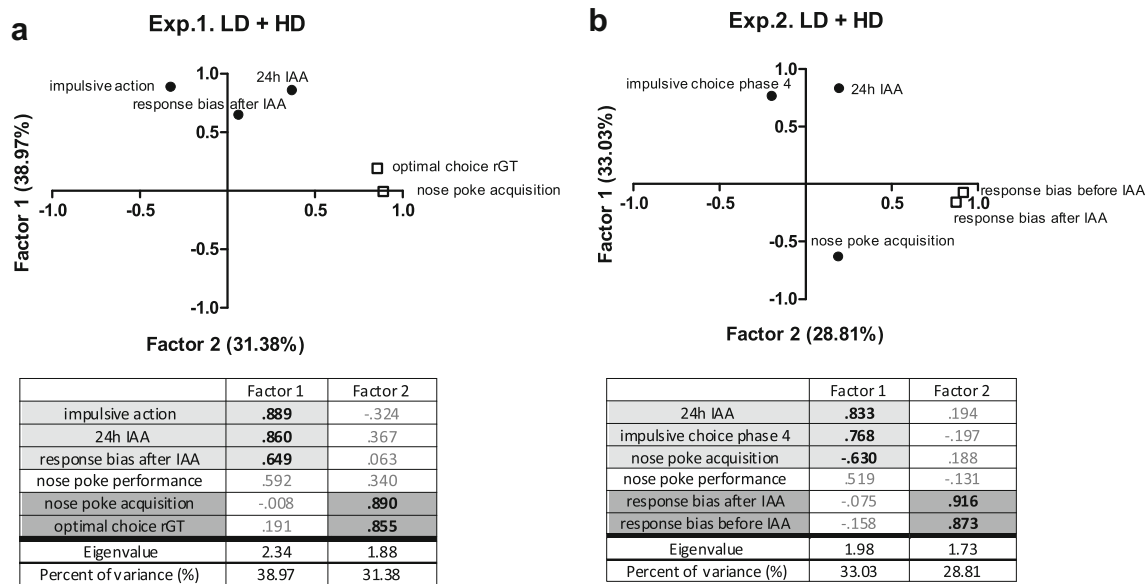 a
Exp.1. LD + HD
impulsive action
24h IAA
response bias after IAA
optimal choice rGT
nose poke acquisition
1.0
0.5
-0.5
-1.0
-1.0 -0.5 0.5 1.0
Factor 1 (38.97%)
Factor 2 (31.38%)
Factor 1 Factor 2
impulsive action .889 -.324
24h IAA .860 .367
response bias after IAA .649 .063
nose poke performance .592 .340
nose poke acquisition -.008 .890
optimal choice rGT .191 .855
Eigenvalue 2.34 1.88
Percent of variance (%) 38.97 31.38
b
Exp.2. LD + HD
impulsive choice phase 4
24h IAA
response bias before IAA
response bias after IAA
nose poke acquisition
1.0
0.5
-0.5
-1.0
-1.0 -0.5 0.5 1.0
Factor 1 (33.03%)
Factor 2 (28.81%)
Factor 1 Factor 2
24h IAA .833 .194
impulsive choice phase 4 .768 -.197
nose poke acquisition -.630 .188
nose poke performance .519 -.131
response bias after IAA -.075 .916
response bias before IAA -.158 .873
Eigenvalue 1.98 1.73
Percent of variance (%) 33.03 28.81